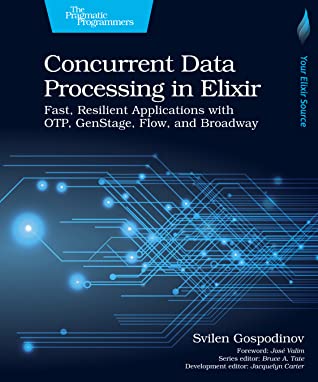 The
Pragmatic
Programmers
Your Elixir Source
Concurrent Data
Processing in Elixir
Fast, Resilient Applications with
OTP, GenStage, Flow, and Broadway
Svilen Gospodinov
Foreword: José Valim
Series editor: Bruce A. Tate
Development editor: Jacquelyn Carter